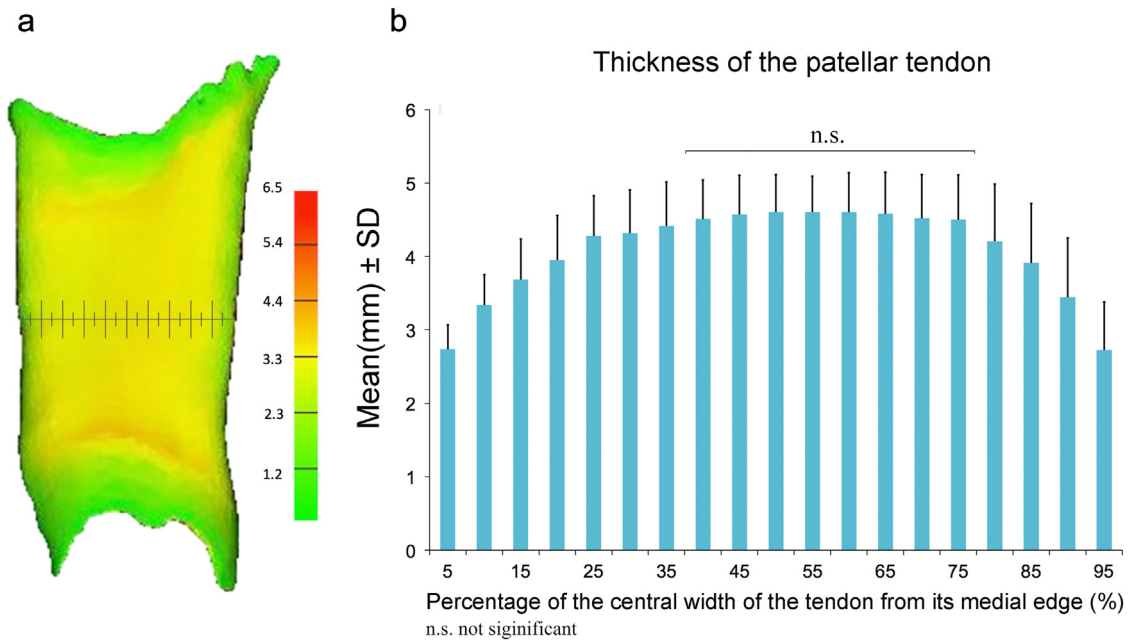 a
6.5
5.4
4.4
3.3
2.3
1.2
b
Thickness of the patellar tendon
n.s.
Mean(mm) ± SD
6
5
4
3
2
1
0
5 15 25 35 45 55 65 75 85 95
Percentage of the central width of the tendon from its medial edge (%)
n.s. not siginificant